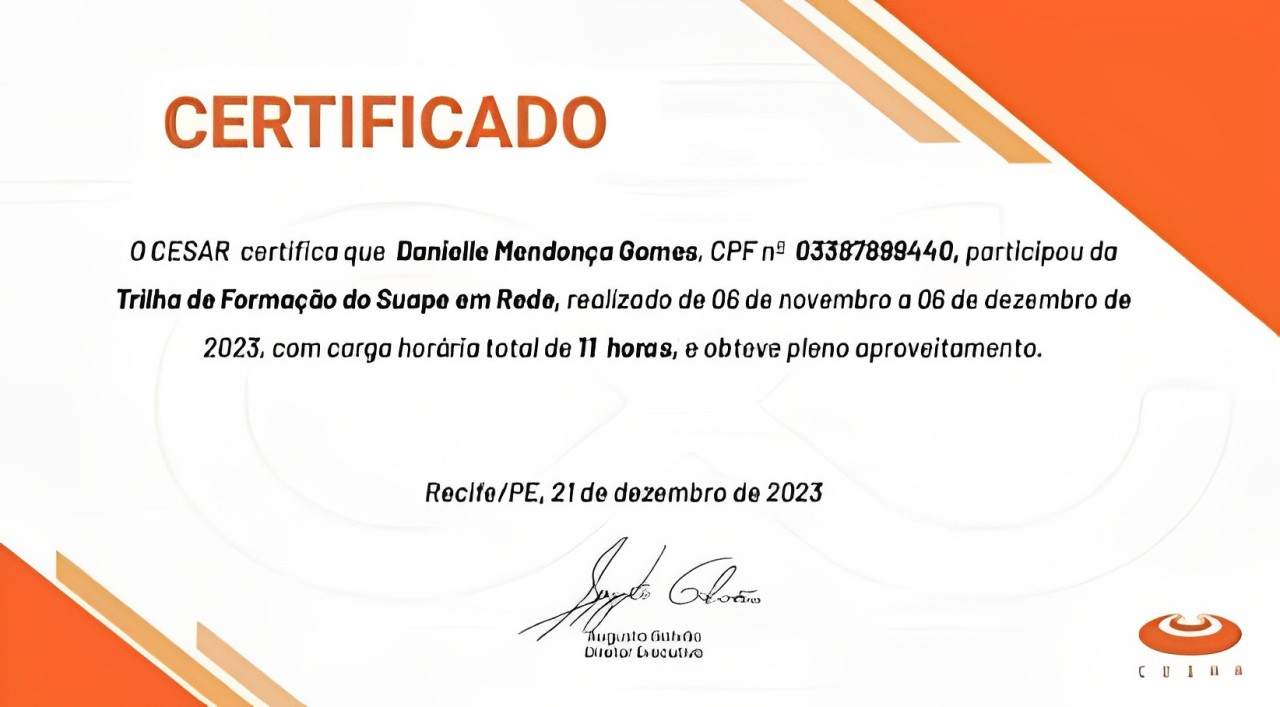 CERTIFICADO
O CESAR certifica que Danielle Mendonça Gomes, CPF nº 03387899440, participou da
Trilha de Formação do Suape em Rede, realizado de 06 de novembro a 06 de dezembro de
2023, com carga horária total de 11 horas, e obteve pleno aproveitamento.
Recife/PE, 21 de dezembro de 2023
Augusto Galvão
Diretor Executivo